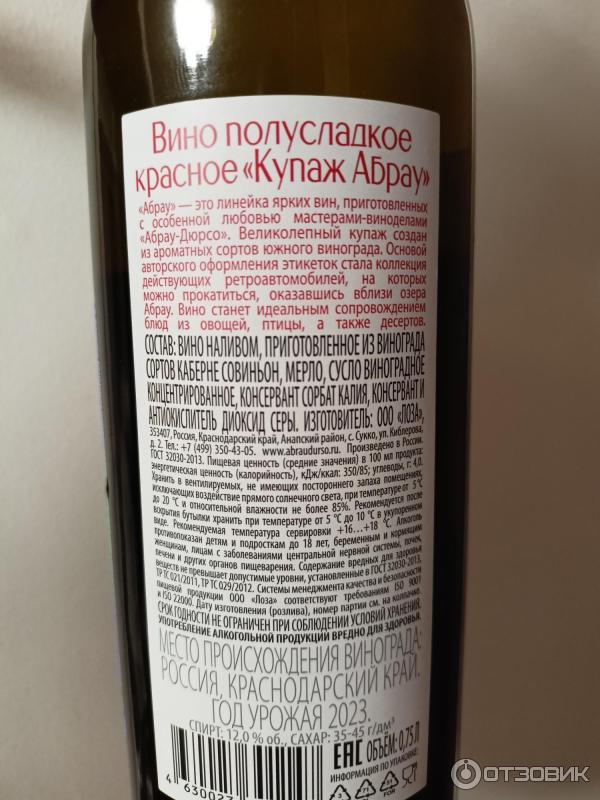 Вино полусладкое
красное «Купаж Абрау»
«Абрау» — это линейка ярких вин, приготовленных
с особенной любовью мастерами-виноделами
«Абрау-Дюрсо». Великолепный купаж создан
из ароматных сортов южного винограда. Основой
авторского оформления этикеток стала коллекция
действующих ретроавтомобилей, на которых
можно прокатиться, оказавшись вблизи озера
Абрау. Вино станет идеальным сопровождением
блюд из овощей, птицы, а также десертов.
СОСТАВ: ВИНО НАЛИВОМ, ПРИГОТОВЛЕННОЕ ИЗ ВИНОГРАДА
СОРТОВ КАБЕРНЕ СОВИНЬОН, МЕРЛО, СУСЛО ВИНОГРАДНОЕ
КОНЦЕНТРИРОВАННОЕ, КОНСЕРВАНТ СОРБАТ КАЛИЯ, КОНСЕРВАНТ И
АНТИОКИСЛИТЕЛЬ ДИОКСИД СЕРЫ. ИЗГОТОВИТЕЛЬ: ООО «ЛОЗА»,
353407, Россия, Краснодарский край, Анапский район, с. Сукко, ул. Киблерова,
д. 2. Тел.: +7 (499) 350-43-05. www.abraudurso.ru. Произведено в России.
ГОСТ 32030-2013. Пищевая ценность (средние значения) в 100 мл продукта:
энергетическая ценность (калорийность), кДж/ккал: 350/85; углеводы, г: 4,0.
Хранить в вентилируемых, не имеющих постороннего запаха помещениях,
исключающих воздействие прямого солнечного света, при температуре от 5 °C
до 20 °C и относительной влажности не более 85%. Рекомендуется после
вскрытия бутылки хранить при температуре от 5 °C до 10 °C в укупоренном
виде. Рекомендуемая температура сервировки +16…+18 °C. Алкоголь
противопоказан детям и подросткам до 18 лет, беременным и кормящим
женщинам, лицам с заболеваниями центральной нервной системы, почек,
печени и других органов пищеварения. Содержание вредных для здоровья
веществ не превышает допустимые уровни, установленные в ГОСТ 32030-2013,
ТР ТС 021/2011, ТР ТС 029/2012. Системы менеджмента качества и безопасности
пищевой продукции ООО «Лоза» соответствуют требованиям ISO 9001
и ISO 22000. Дату изготовления (розлива), номер партии см. на колпачке.
СРОК ГОДНОСТИ НЕ ОГРАНИЧЕН ПРИ СОБЛЮДЕНИИ УСЛОВИЙ ХРАНЕНИЯ.
УПОТРЕБЛЕНИЕ АЛКОГОЛЬНОЙ ПРОДУКЦИИ ВРЕДНО ДЛЯ ЗДОРОВЬЯ.
МЕСТО ПРОИСХОЖДЕНИЯ ВИНОГРАДА:
РОССИЯ, КРАСНОДАРСКИЙ КРАЙ.
ГОД УРОЖАЯ 2023.
СПИРТ: 12,0 % об., САХАР: 35-45 г/дм³
ЕАС ОБЪЁМ: 0,75 Л
ИНФОРМАЦИЯ ПО УПАКОВКЕ:
4 63002
ОТЗОВИК